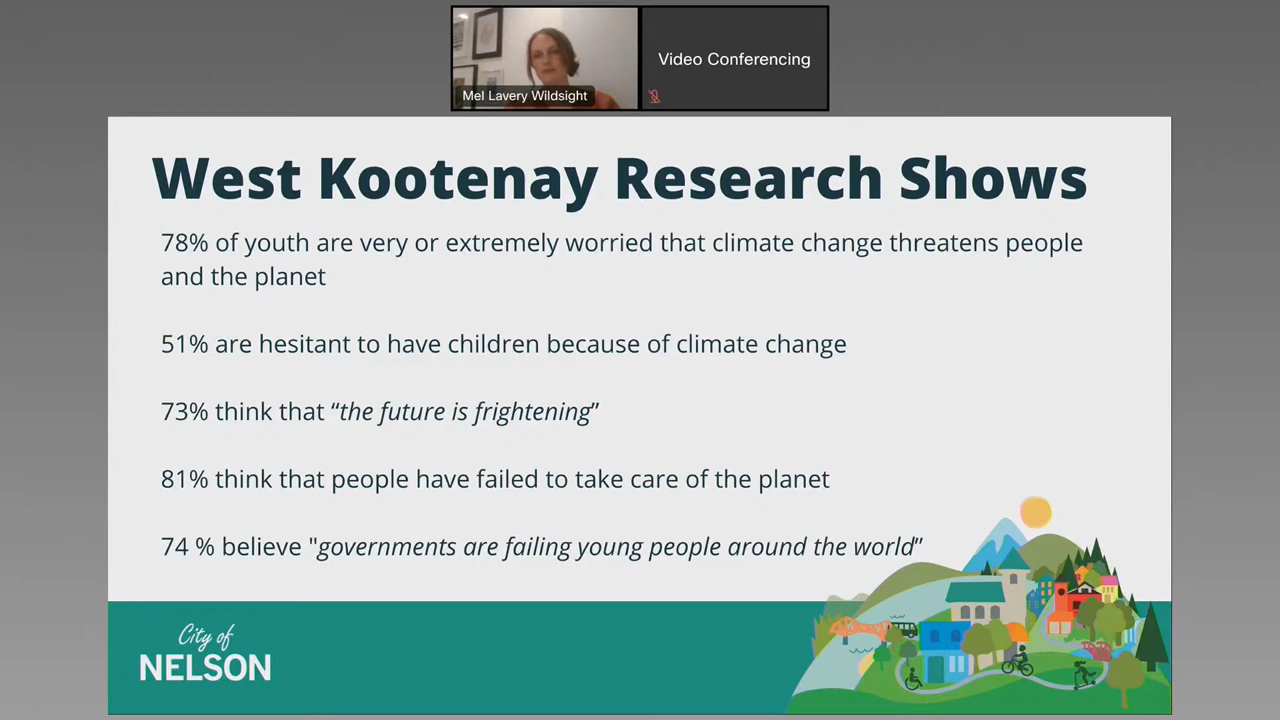 Video Conferencing
Mel Lavery Wildsight
West Kootenay Research Shows
78% of youth are very or extremely worried that climate change threatens people
and the planet
51% are hesitant to have children because of climate change
73% think that “the future is frightening”
81% think that people have failed to take care of the planet
74 % believe "governments are failing young people around the world”
City of
NELSON